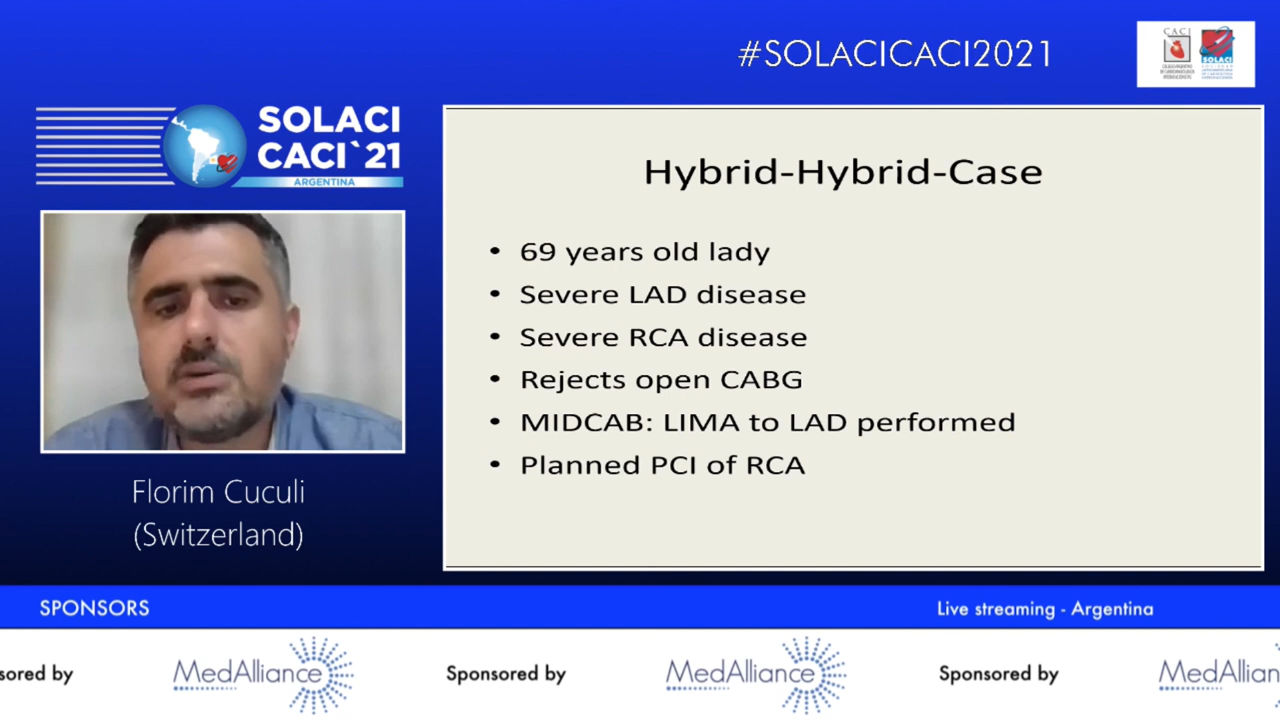 #SOLACICACI2021
CACI
SOLACI
SOLACI
CACI`21
ARGENTINA
Hybrid-Hybrid-Case
• 69 years old lady
• Severe LAD disease
• Severe RCA disease
• Rejects open CABG
• MIDCAB: LIMA to LAD performed
• Planned PCI of RCA
Florim Cuculi
(Switzerland)
SPONSORS
Live streaming - Argentina
sored by
MedAlliance
Sponsored by
MedAlliance
Sponsored by
MedAllian